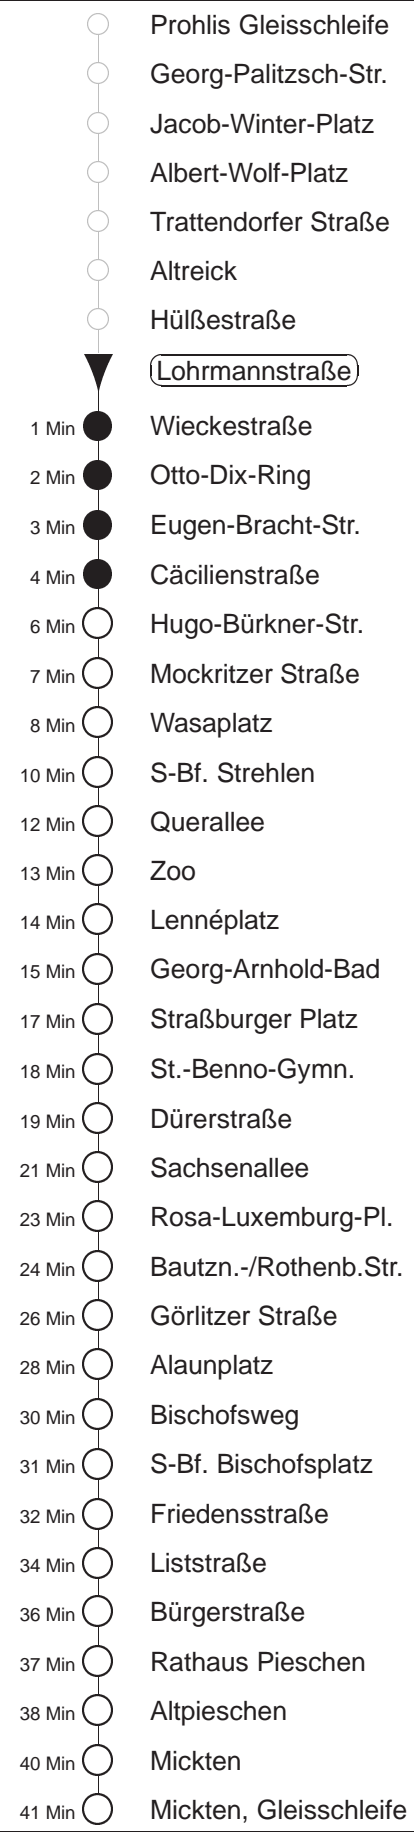 Prohlis Gleisschleife
Georg-Palitzsch-Str.
Jacob-Winter-Platz
Albert-Wolf-Platz
Trattendorfer Straße
Altreick
Hülßestraße
Lohrmannstraße
1 Min Wieckestraße
2 Min Otto-Dix-Ring
3 Min Eugen-Bracht-Str.
4 Min Cäcilienstraße
6 Min Hugo-Bürkner-Str.
7 Min Mockritzer Straße
8 Min Wasaplatz
10 Min S-Bf. Strehlen
12 Min Querallee
13 Min Zoo
14 Min Lennéplatz
15 Min Georg-Arnhold-Bad
17 Min Straßburger Platz
18 Min St.-Benno-Gymn.
19 Min Dürerstraße
21 Min Sachsenallee
23 Min Rosa-Luxemburg-Pl.
24 Min Bautzn.-/Rothenb.Str.
26 Min Görlitzer Straße
28 Min Alaunplatz
30 Min Bischofsweg
31 Min S-Bf. Bischofsplatz
32 Min Friedensstraße
34 Min Liststraße
36 Min Bürgerstraße
37 Min Rathaus Pieschen
38 Min Altpieschen
40 Min Mickten
41 Min Mickten, Gleisschleife